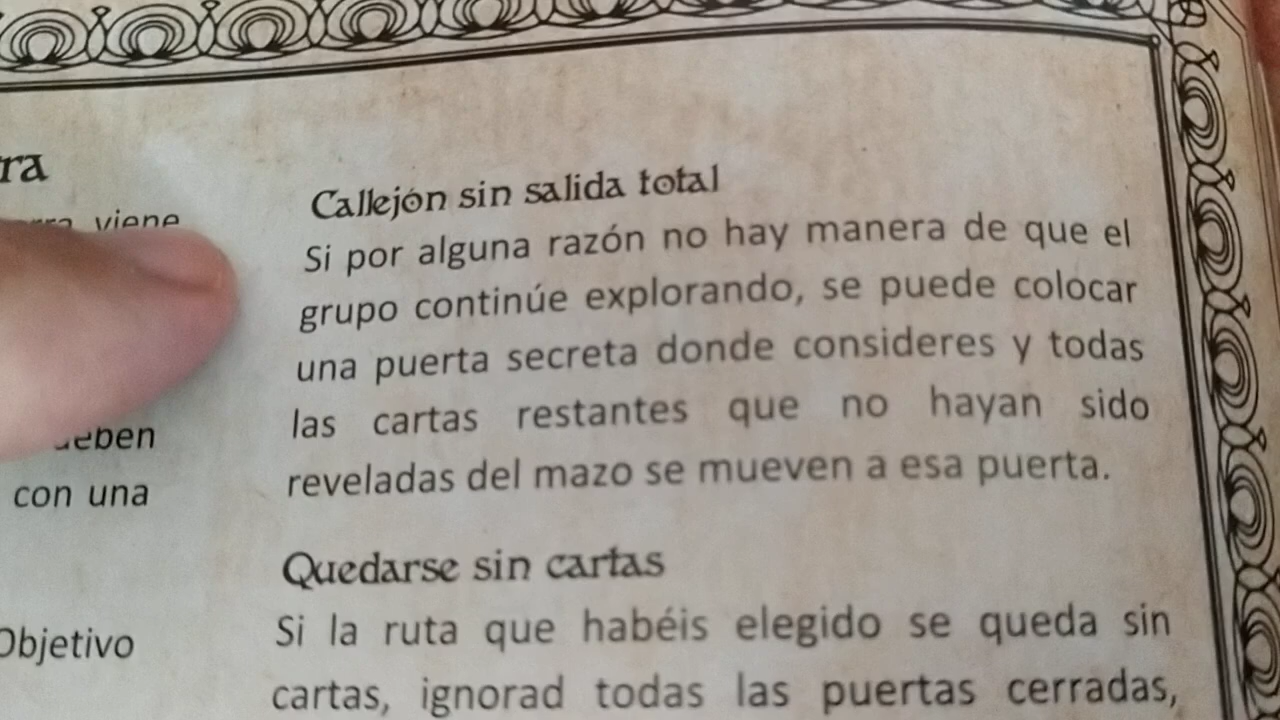 ra
viene
deben
con una
Objetivo
Callejón sin salida total
Si por alguna razón no hay manera de que el
grupo continúe explorando, se puede colocar
una puerta secreta donde consideres y todas
las cartas restantes que no hayan sido
reveladas del mazo se mueven a esa puerta.
Quedarse sin cartas
Si la ruta que habéis elegido se queda sin
cartas, ignorad todas las puertas cerradas,